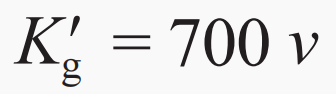 K′g = 700 ν